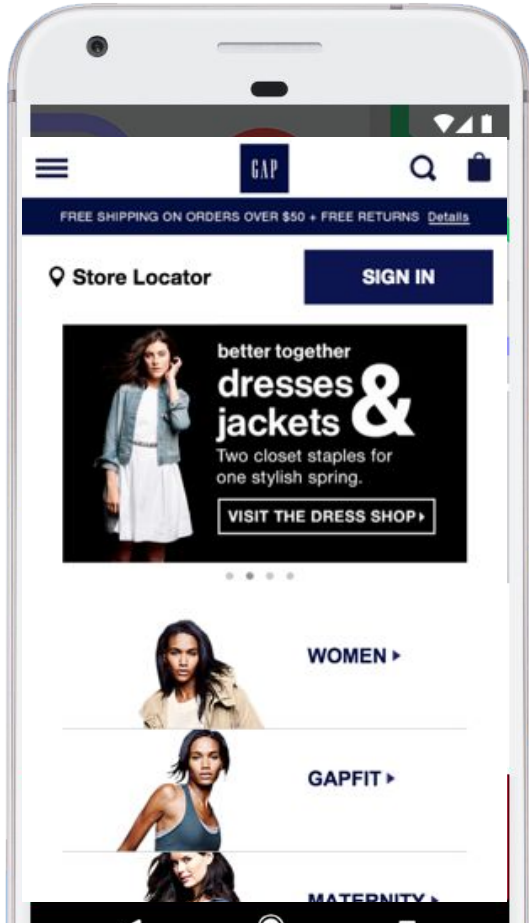 GAP
FREE SHIPPING ON ORDERS OVER $50 + FREE RETURNS Details
Store Locator
SIGN IN
better together
dresses &
jackets
Two closet staples for
one stylish spring.
VISIT THE DRESS SHOP
WOMEN
GAPFIT
MATERNITY